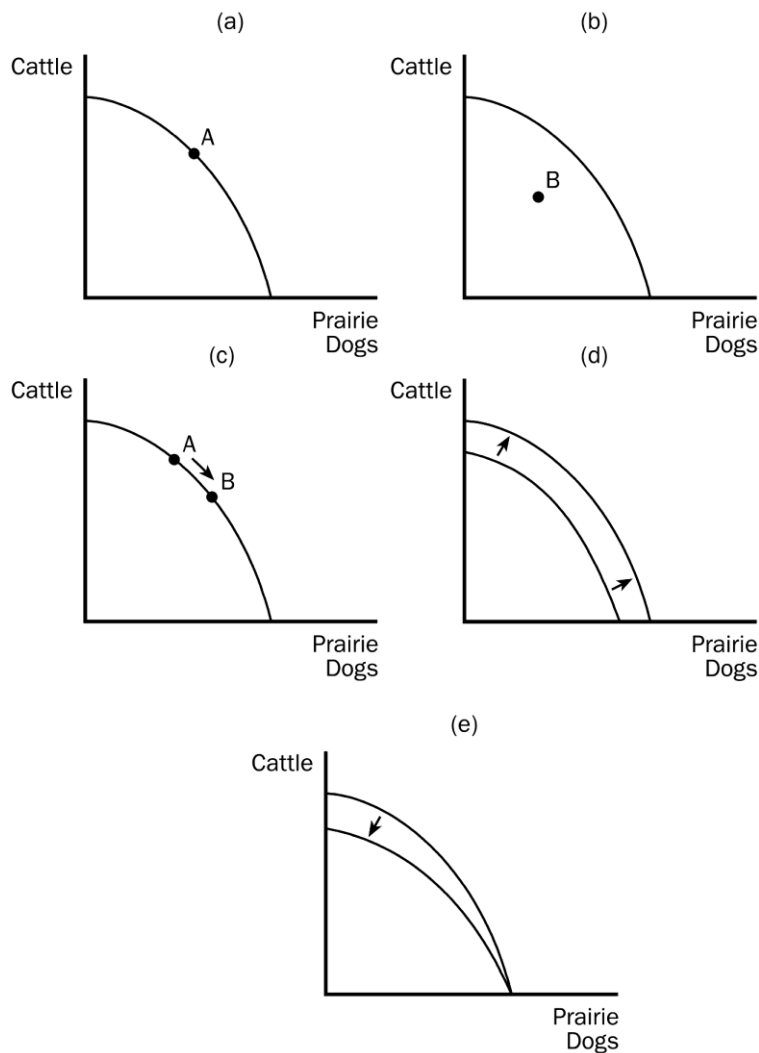 (a)
Cattle
A
Prairie
Dogs
(b)
Cattle
B
Prairie
Dogs
(c)
Cattle
A
B
Prairie
Dogs
(d)
Cattle
Prairie
Dogs
(e)
Cattle
Prairie
Dogs